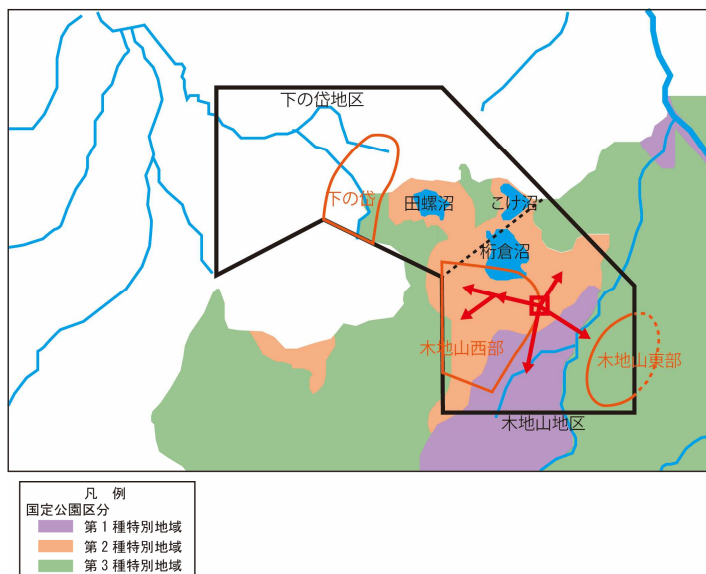 下の岱地区
下の岱
田螺沼
こけ沼
桁倉沼
木地山西部
木地山東部
木地山地区
凡 例
国定公園区分
第1種特別地域
第2種特別地域
第3種特別地域